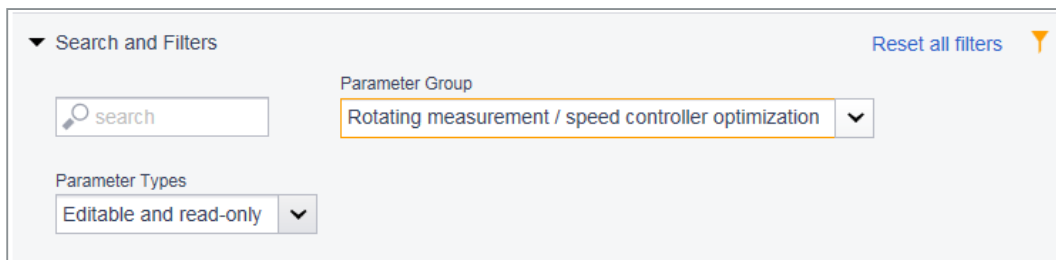 Search and Filters
Reset all filters
Parameter Group
search
Rotating measurement / speed controller optimization
Parameter Types
Editable and read-only